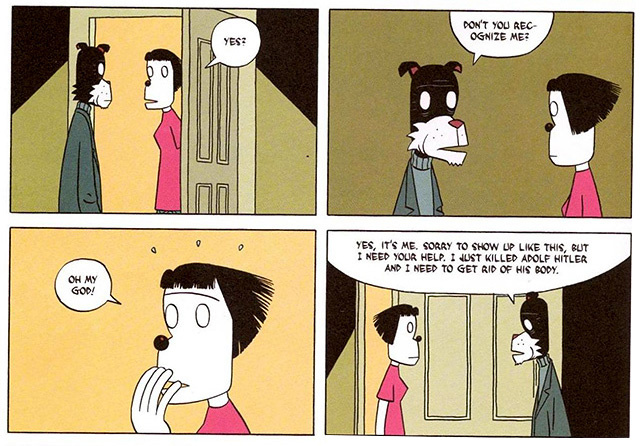 YES?
DON'T YOU REC-
OGNIZE ME?
OH MY
GOD!
YES, IT'S ME. SORRY TO SHOW UP LIKE THIS, BUT
I NEED YOUR HELP. I JUST KILLED ADOLF HITLER
AND I NEED TO GET RID OF HIS BODY.